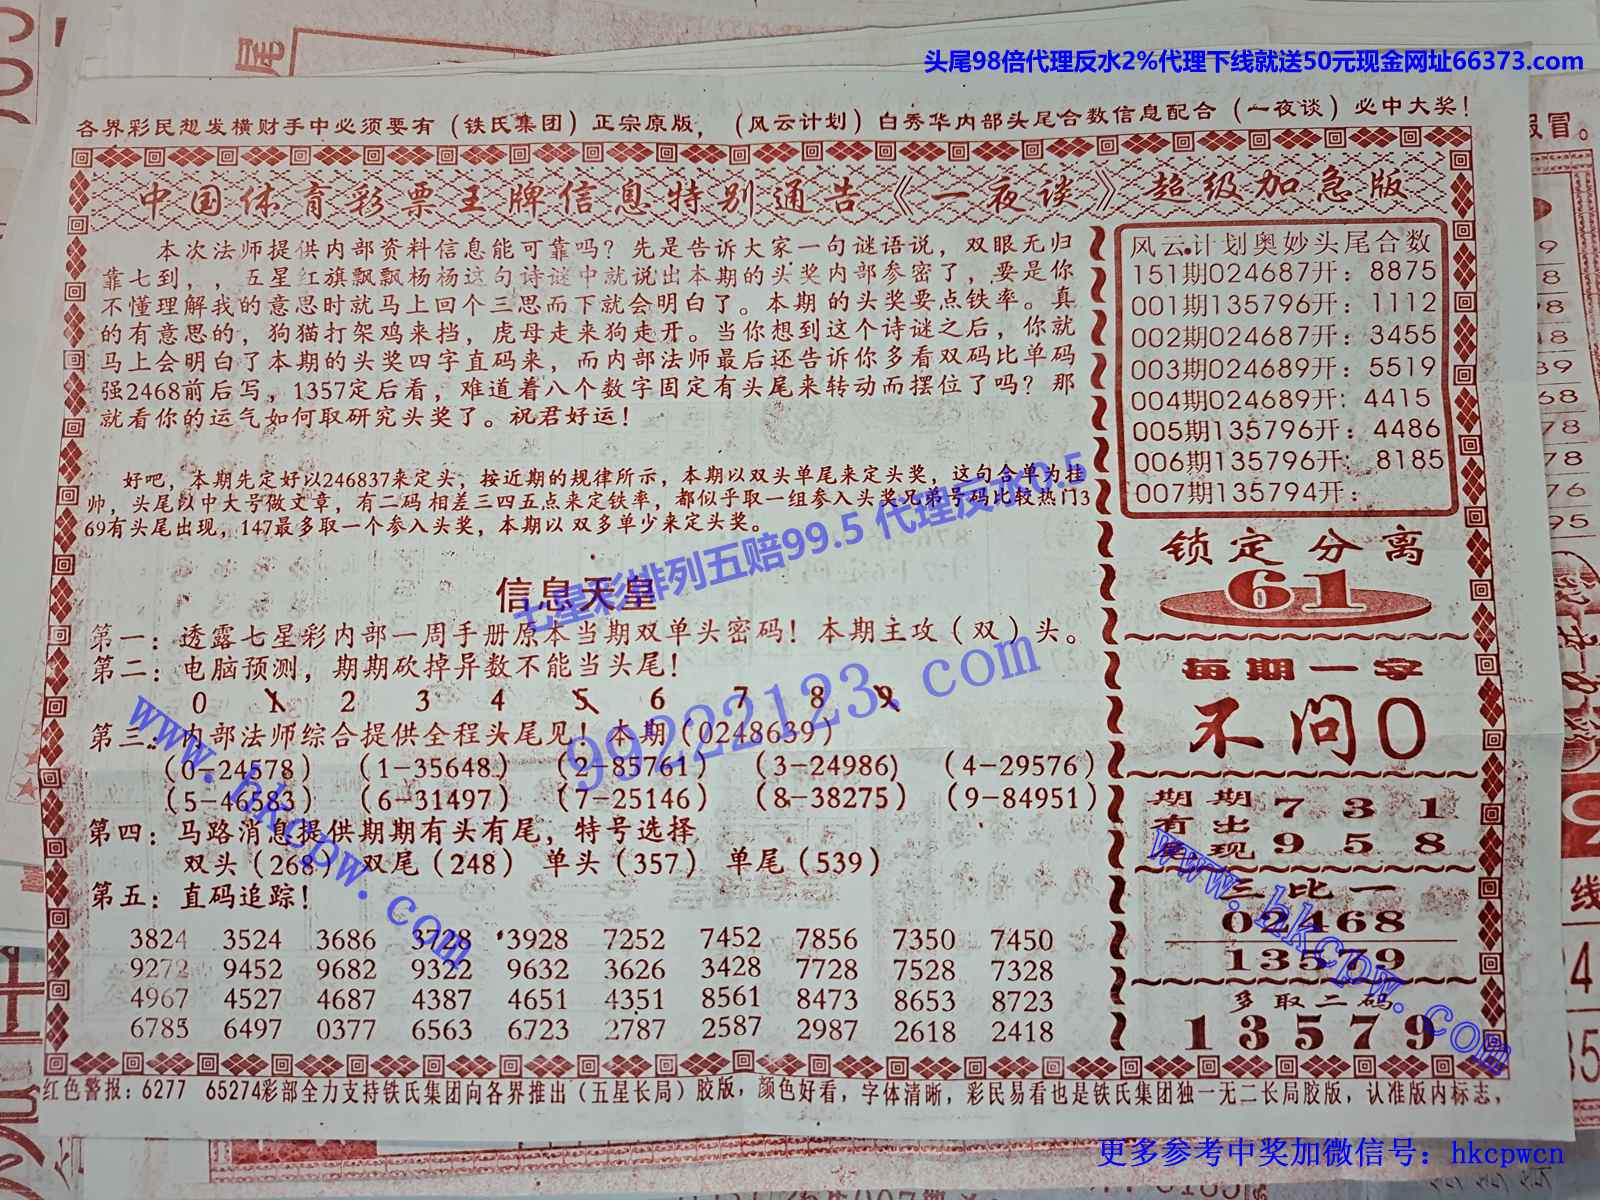 头尾98倍代理反水2%代理下线就送50元现金网址66373.com
各界彩民想发横财手中必须要有（铁氏集团）正宗原版，（风云计划）白秀华内部头尾合数信息配合（一夜谈）必中大奖！
中国体育彩票王牌信息特别通告《一夜谈》超级加急版
本次法师提供内部资料信息能可靠吗？先是告诉大家一句谜语说，双眼无归
靠七到，，五星红旗飘飘杨杨这句诗谜中就说出本期的头奖内部参密了，要是你
不懂理解我的意思时就马上回个三思而下就会明白了。本期的头奖要点铁率。真
的有意思的，狗猫打架鸡来挡，虎母走来狗走开。当你想到这个诗谜之后，你就
马上会明白了本期的头奖四字直码来，而内部法师最后还告诉你多看双码比单码
强2468前后写，1357定后看，难道着八个数字固定有头尾来转动而摆位了吗？那
就看你的运气如何取研究头奖了。祝君好运！
好吧，本期先定好以246837来定头，接近期的规律所示，本期以双头单尾来定头奖，这句合单为挂
帅，头尾以中大号做文章，有二码相差三四五点来定铁率，都似乎取一组参入头奖兄弟号码比较热门3
69有头尾出现，147最多取一个参入头奖，本期以双多单少来定头奖。
七星彩排列五赔99.5 代理反水0.5
信息天皇
第一：透露七星彩内部一周手册原本当期双单头密码！本期主攻（双）头。
第二：电脑预测，期期砍掉异数不能当头尾！
0 1 2 3 4 5 6 7 8 9
第三：内部法师综合提供全程头尾见！本期（0248639）
（0-24578）（1-35648）（2-85761）（3-24986）（4-29576）
（5-46583）（6-31497）（7-25146）（8-38275）（9-84951）
第四：马路消息提供期期有头有尾，特号选择
双头（268） 双尾（248） 单头（357） 单尾（539）
第五：直码追踪！
3824 3524 3686 3728 3928 7252 7452 7856 7350 7450
9272 9452 9682 9322 9632 3626 3428 7728 7528 7328
4967 4527 4687 4387 4651 4351 8561 8473 8653 8723
6785 6497 0377 6563 6723 2787 2587 2987 2618 2418
www.hkcpw.com
99222123.com
风云计划奥妙头尾合数
151期024687开：8875
001期135796开：1112
002期024687开：3455
003期024689开：5519
004期024689开：4415
005期135796开：4486
006期135796开：8185
007期135794开：
锁定分离
61
每期一字
不问0
期期 7 3 1
有出
现 9 5 8
三比一
02468
13579
多取二码
13579
www.hkcpw.com
红色警报：6277 65274彩部全力支持铁氏集团向各界推出（五星长局）胶版，颜色好看，字体清晰，彩民易看也是铁氏集团独一无二长局胶版，认准版内标志，
更多参考中奖加微信号：hkcpwcn